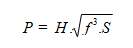 P = H.√f³.S